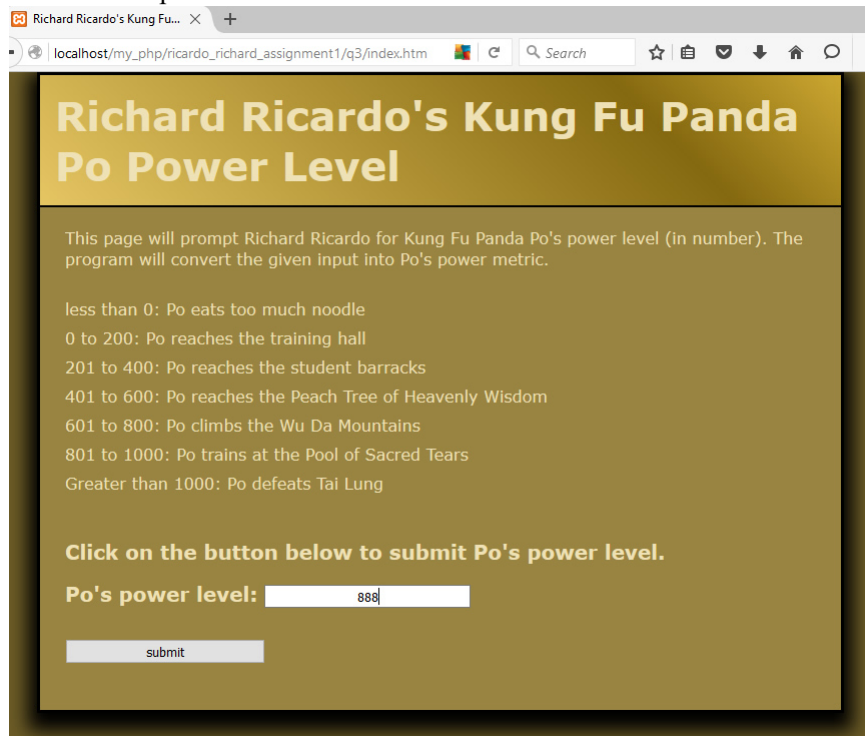 Richard Ricardo's Kung Fu...
localhost/my_php/ricardo_richard_assignment1/q3/index.htm
Search
Richard Ricardo's Kung Fu Panda
Po Power Level
This page will prompt Richard Ricardo for Kung Fu Panda Po's power level (in number). The
program will convert the given input into Po's power metric.
less than 0: Po eats too much noodle
0 to 200: Po reaches the training hall
201 to 400: Po reaches the student barracks
401 to 600: Po reaches the Peach Tree of Heavenly Wisdom
601 to 800: Po climbs the Wu Da Mountains
801 to 1000: Po trains at the Pool of Sacred Tears
Greater than 1000: Po defeats Tai Lung
Click on the button below to submit Po's power level.
Po's power level: 888
submit